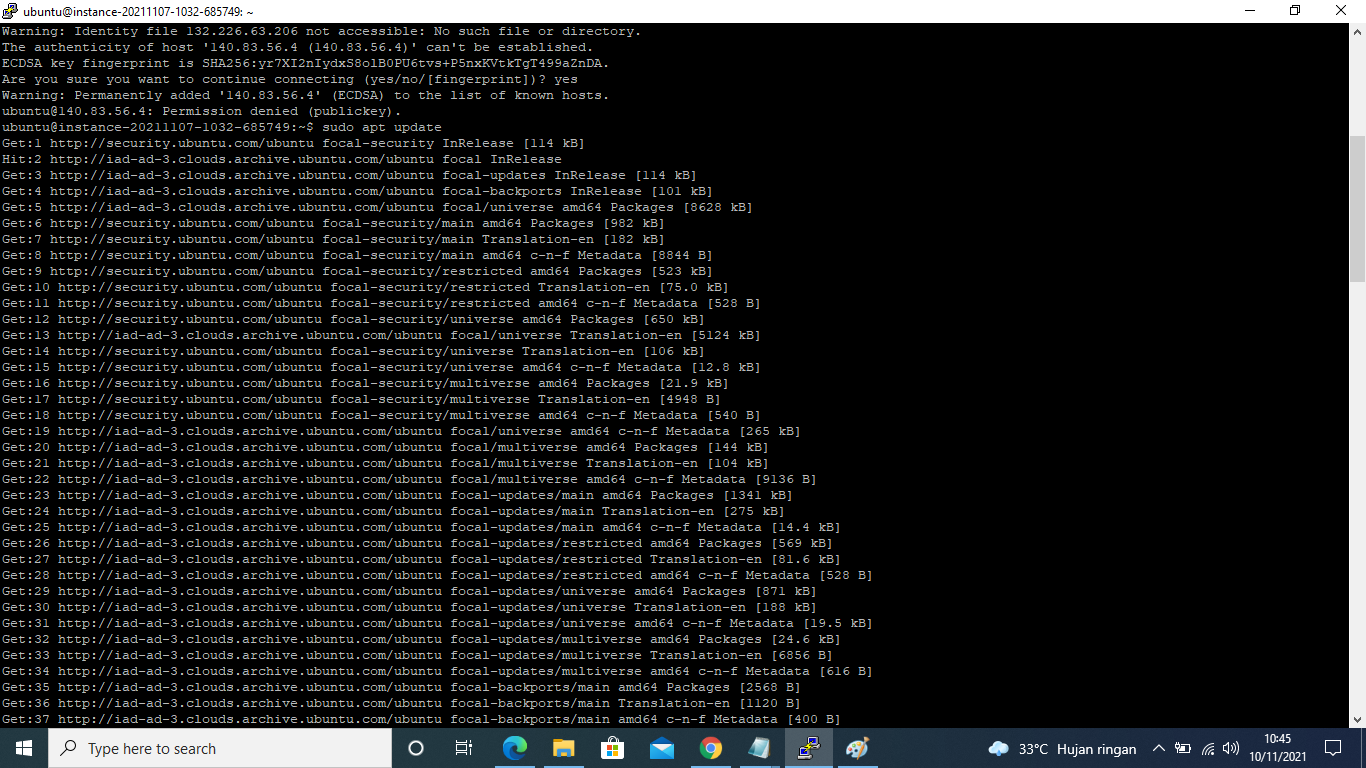 ubuntu@instance-20211107-1032-685749: ~
Warning: Identity file 132.226.63.206 not accessible: No such file or directory.
The authenticity of host '140.83.56.4 (140.83.56.4)' can't be established.
ECDSA key fingerprint is SHA256:yr7XI2nIydxS8olB0PU6tvs+P5nxKVtkTgT499aZnDA.
Are you sure you want to continue connecting (yes/no/[fingerprint])? yes
Warning: Permanently added '140.83.56.4' (ECDSA) to the list of known hosts.
ubuntu@140.83.56.4: Permission denied (publickey).
ubuntu@instance-20211107-1032-685749:~$ sudo apt update
Get:1 http://security.ubuntu.com/ubuntu focal-security InRelease [114 kB]
Hit:2 http://iad-ad-3.clouds.archive.ubuntu.com/ubuntu focal InRelease
Get:3 http://iad-ad-3.clouds.archive.ubuntu.com/ubuntu focal-updates InRelease [114 kB]
Get:4 http://iad-ad-3.clouds.archive.ubuntu.com/ubuntu focal-backports InRelease [101 kB]
Get:5 http://iad-ad-3.clouds.archive.ubuntu.com/ubuntu focal/universe amd64 Packages [8628 kB]
Get:6 http://security.ubuntu.com/ubuntu focal-security/main amd64 Packages [982 kB]
Get:7 http://security.ubuntu.com/ubuntu focal-security/main Translation-en [182 kB]
Get:8 http://security.ubuntu.com/ubuntu focal-security/main amd64 c-n-f Metadata [8844 B]
Get:9 http://security.ubuntu.com/ubuntu focal-security/restricted amd64 Packages [523 kB]
Get:10 http://security.ubuntu.com/ubuntu focal-security/restricted Translation-en [75.0 kB]
Get:11 http://security.ubuntu.com/ubuntu focal-security/restricted amd64 c-n-f Metadata [528 B]
Get:12 http://security.ubuntu.com/ubuntu focal-security/universe amd64 Packages [650 kB]
Get:13 http://iad-ad-3.clouds.archive.ubuntu.com/ubuntu focal/universe Translation-en [5124 kB]
Get:14 http://security.ubuntu.com/ubuntu focal-security/universe Translation-en [106 kB]
Get:15 http://security.ubuntu.com/ubuntu focal-security/universe amd64 c-n-f Metadata [12.8 kB]
Get:16 http://security.ubuntu.com/ubuntu focal-security/multiverse amd64 Packages [21.9 kB]
Get:17 http://security.ubuntu.com/ubuntu focal-security/multiverse Translation-en [4948 B]
Get:18 http://security.ubuntu.com/ubuntu focal-security/multiverse amd64 c-n-f Metadata [540 B]
Get:19 http://iad-ad-3.clouds.archive.ubuntu.com/ubuntu focal/universe amd64 c-n-f Metadata [265 kB]
Get:20 http://iad-ad-3.clouds.archive.ubuntu.com/ubuntu focal/multiverse amd64 Packages [144 kB]
Get:21 http://iad-ad-3.clouds.archive.ubuntu.com/ubuntu focal/multiverse Translation-en [104 kB]
Get:22 http://iad-ad-3.clouds.archive.ubuntu.com/ubuntu focal/multiverse amd64 c-n-f Metadata [9136 B]
Get:23 http://iad-ad-3.clouds.archive.ubuntu.com/ubuntu focal-updates/main amd64 Packages [1341 kB]
Get:24 http://iad-ad-3.clouds.archive.ubuntu.com/ubuntu focal-updates/main Translation-en [275 kB]
Get:25 http://iad-ad-3.clouds.archive.ubuntu.com/ubuntu focal-updates/main amd64 c-n-f Metadata [14.4 kB]
Get:26 http://iad-ad-3.clouds.archive.ubuntu.com/ubuntu focal-updates/restricted amd64 Packages [569 kB]
Get:27 http://iad-ad-3.clouds.archive.ubuntu.com/ubuntu focal-updates/restricted Translation-en [81.6 kB]
Get:28 http://iad-ad-3.clouds.archive.ubuntu.com/ubuntu focal-updates/restricted amd64 c-n-f Metadata [528 B]
Get:29 http://iad-ad-3.clouds.archive.ubuntu.com/ubuntu focal-updates/universe amd64 Packages [871 kB]
Get:30 http://iad-ad-3.clouds.archive.ubuntu.com/ubuntu focal-updates/universe Translation-en [188 kB]
Get:31 http://iad-ad-3.clouds.archive.ubuntu.com/ubuntu focal-updates/universe amd64 c-n-f Metadata [19.5 kB]
Get:32 http://iad-ad-3.clouds.archive.ubuntu.com/ubuntu focal-updates/multiverse amd64 Packages [24.6 kB]
Get:33 http://iad-ad-3.clouds.archive.ubuntu.com/ubuntu focal-updates/multiverse Translation-en [6856 B]
Get:34 http://iad-ad-3.clouds.archive.ubuntu.com/ubuntu focal-updates/multiverse amd64 c-n-f Metadata [616 B]
Get:35 http://iad-ad-3.clouds.archive.ubuntu.com/ubuntu focal-backports/main amd64 Packages [2568 B]
Get:36 http://iad-ad-3.clouds.archive.ubuntu.com/ubuntu focal-backports/main Translation-en [1120 B]
Get:37 http://iad-ad-3.clouds.archive.ubuntu.com/ubuntu focal-backports/main amd64 c-n-f Metadata [400 B]
Type here to search
33°C Hujan ringan
10:45
10/11/2021